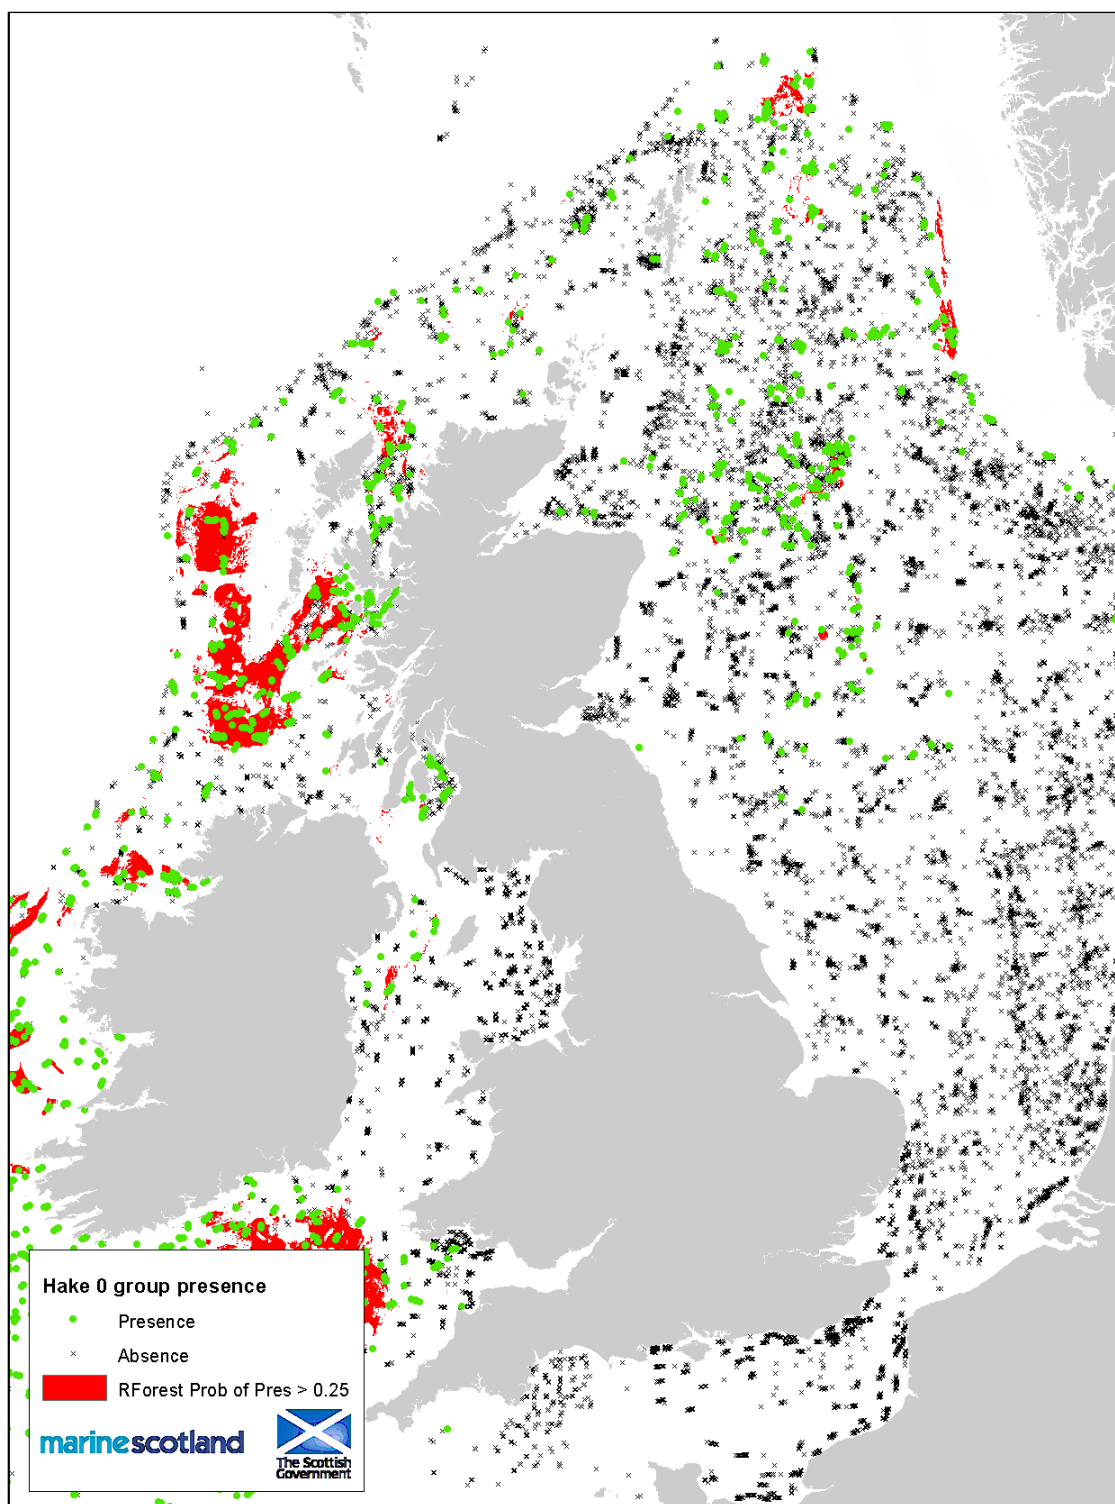 Hake 0 group presence
Presence
Absence
RForest Prob of Pres > 0.25
marinescotland
The Scottish
Government